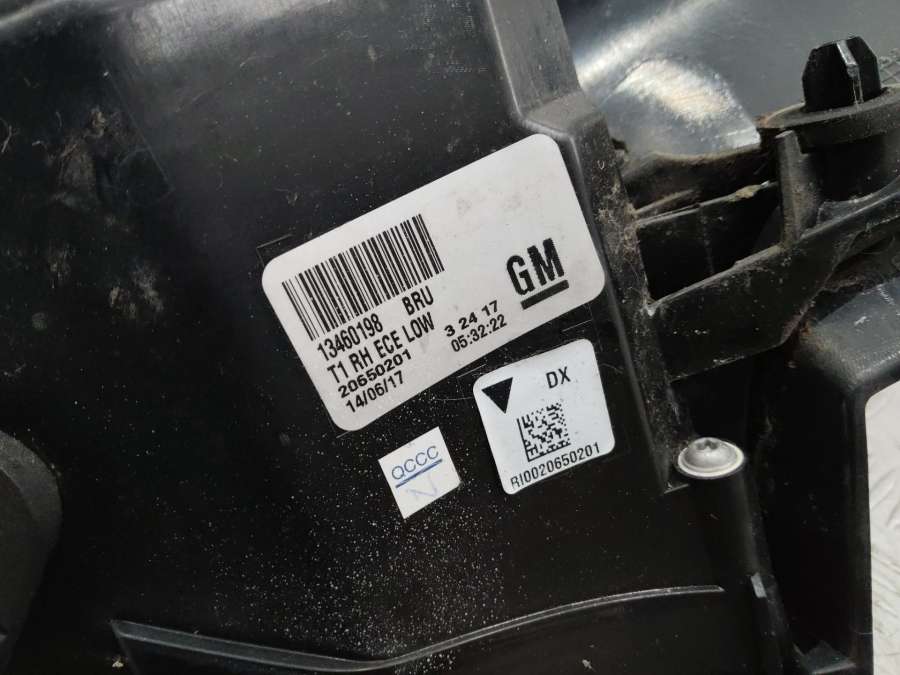 13460198 BRU
T1 RH ECE LOW
20650201
14/06/17
3 24 17
05:32:22
GM
DX
RI0020650201
QCCC
N